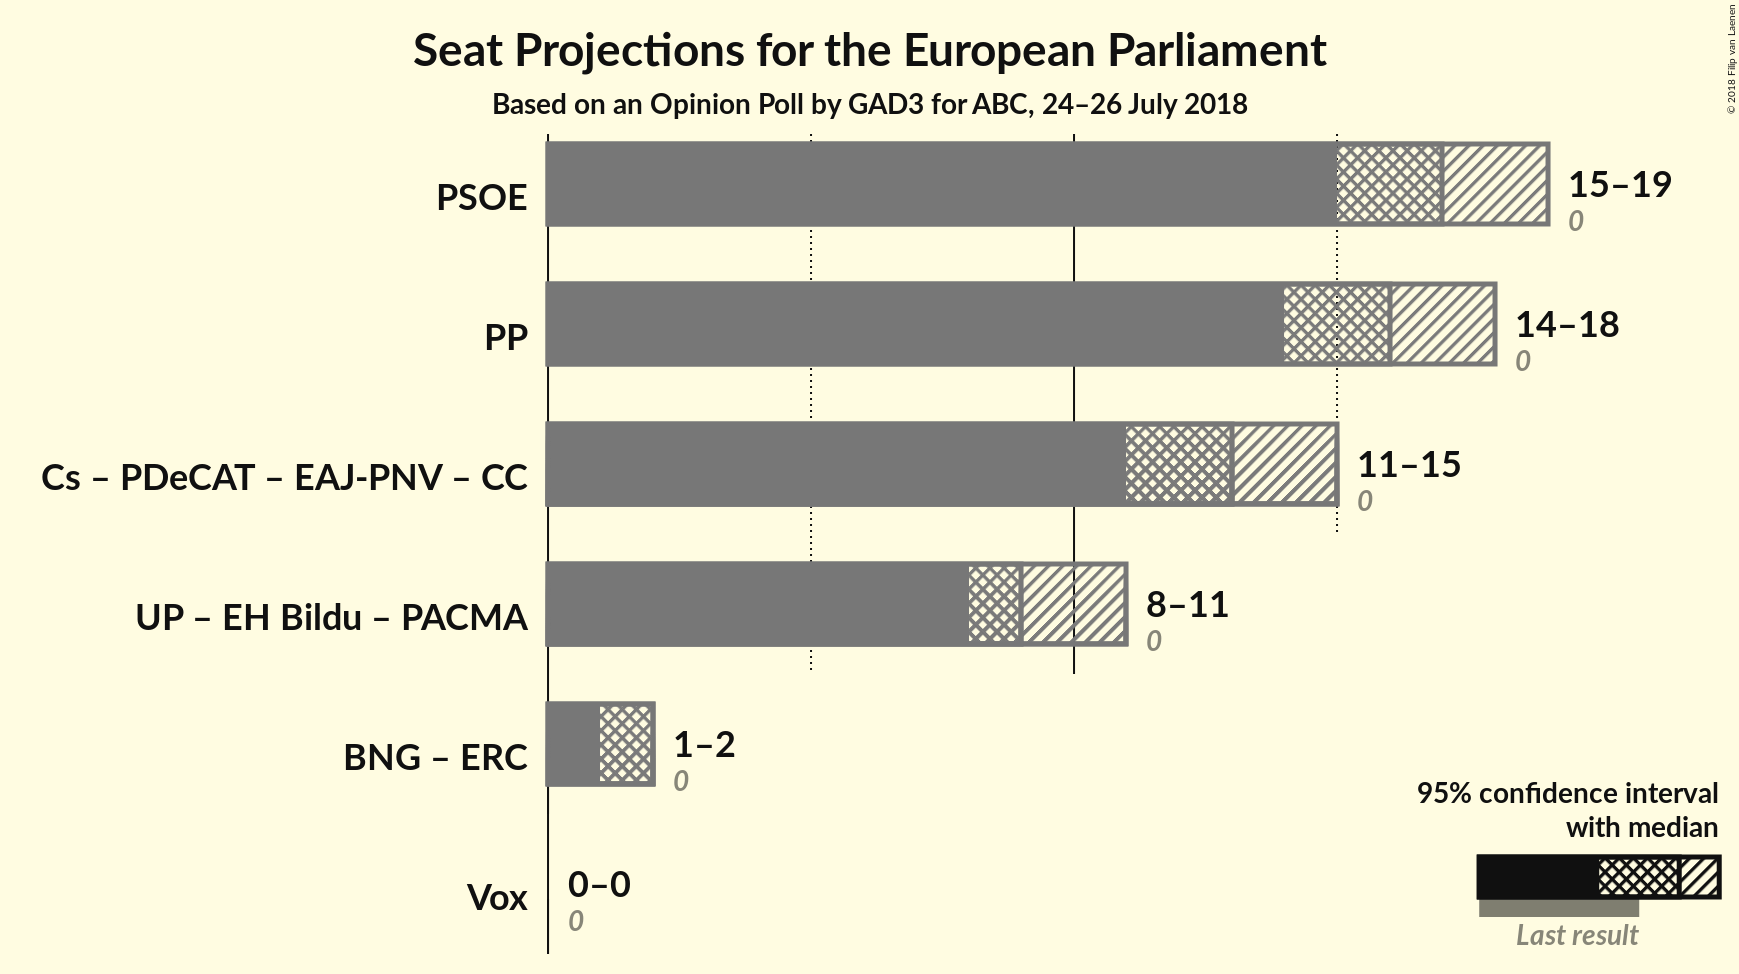 Seat Projections for the European Parliament
Based on an Opinion Poll by GAD3 for ABC, 24–26 July 2018
© 2018 Filip van Laenen
PSOE
15–19
0
PP
14–18
0
Cs – PDeCAT – EAJ-PNV – CC
11–15
0
UP – EH Bildu – PACMA
8–11
0
BNG – ERC
1–2
0
Vox
0–0
0
95% confidence interval
with median
Last result